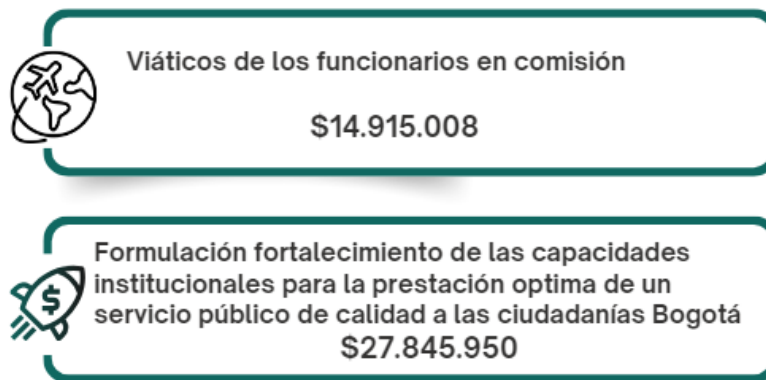 Viáticos de los funcionarios en comisión
$14.915.008
Formulación fortalecimiento de las capacidades
institucionales para la prestación optima de un
servicio público de calidad a las ciudadanías Bogotá
$27.845.950
$